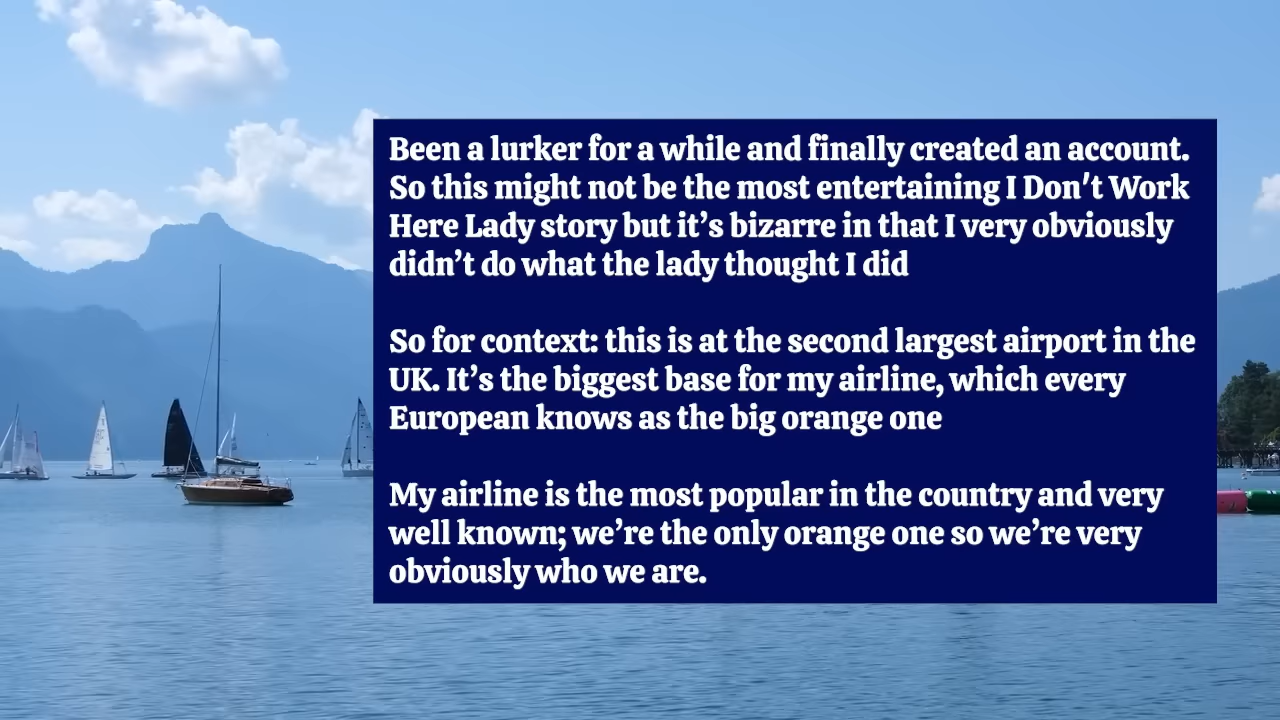 Been a lurker for a while and finally created an account.
So this might not be the most entertaining I Don't Work
Here Lady story but it’s bizarre in that I very obviously
didn’t do what the lady thought I did
So for context: this is at the second largest airport in the
UK. It’s the biggest base for my airline, which every
European knows as the big orange one
My airline is the most popular in the country and very
well known; we’re the only orange one so we’re very
obviously who we are.